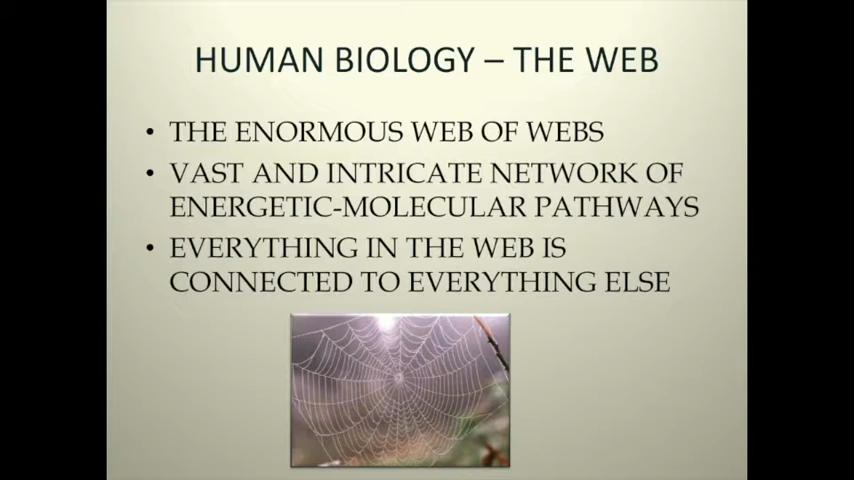 HUMAN BIOLOGY – THE WEB
• THE ENORMOUS WEB OF WEBS
• VAST AND INTRICATE NETWORK OF
ENERGETIC-MOLECULAR PATHWAYS
• EVERYTHING IN THE WEB IS
CONNECTED TO EVERYTHING ELSE